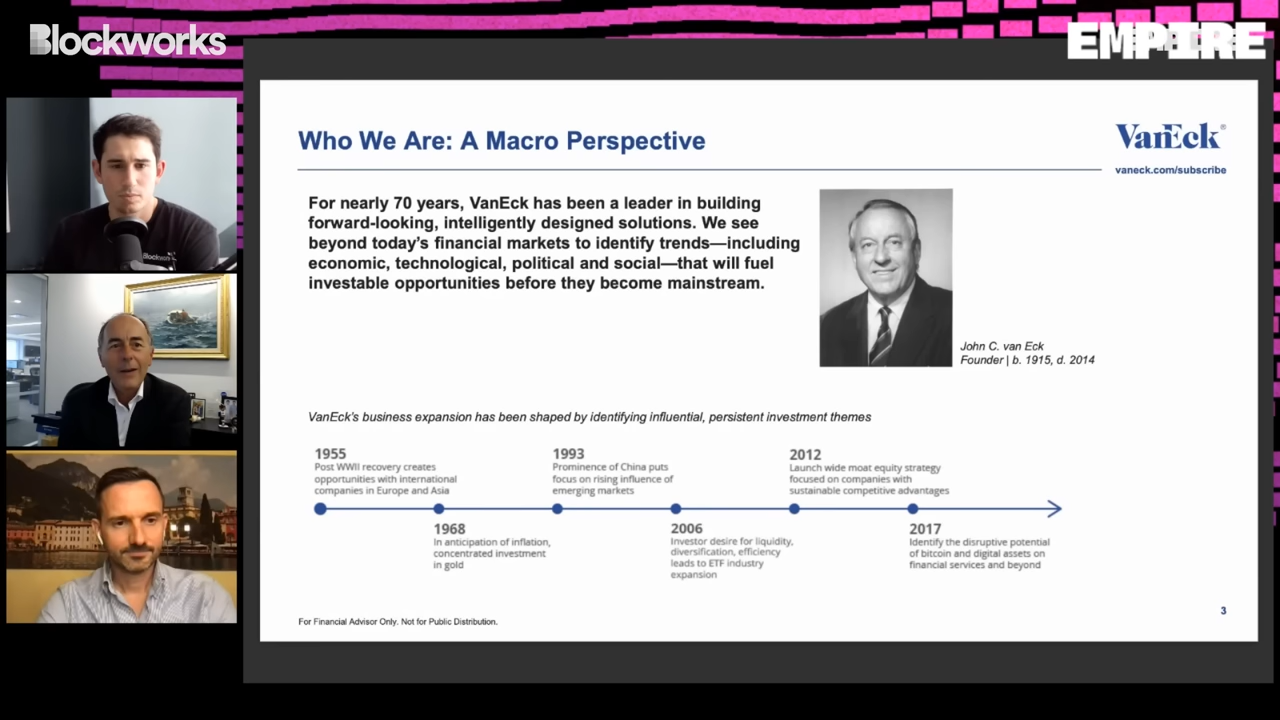 Blockworks
EMPIRE
Who We Are: A Macro Perspective
VanEck®
vaneck.com/subscribe
For nearly 70 years, VanEck has been a leader in building
forward-looking, intelligently designed solutions. We see
beyond today's financial markets to identify trends—including
economic, technological, political and social—that will fuel
investable opportunities before they become mainstream.
John C. van Eck
Founder | b. 1915, d. 2014
VanEck's business expansion has been shaped by identifying influential, persistent investment themes
1955
Post WWII recovery creates
opportunities with international
companies in Europe and Asia
1968
In anticipation of inflation,
concentrated investment
in gold
1993
Prominence of China puts
focus on rising influence of
emerging markets
2006
Investor desire for liquidity,
diversification, efficiency
leads to ETF industry
expansion
2012
Launch wide moat equity strategy
focused on companies with
sustainable competitive advantages
2017
Identify the disruptive potential
of bitcoin and digital assets on
financial services and beyond
For Financial Advisor Only. Not for Public Distribution.
3